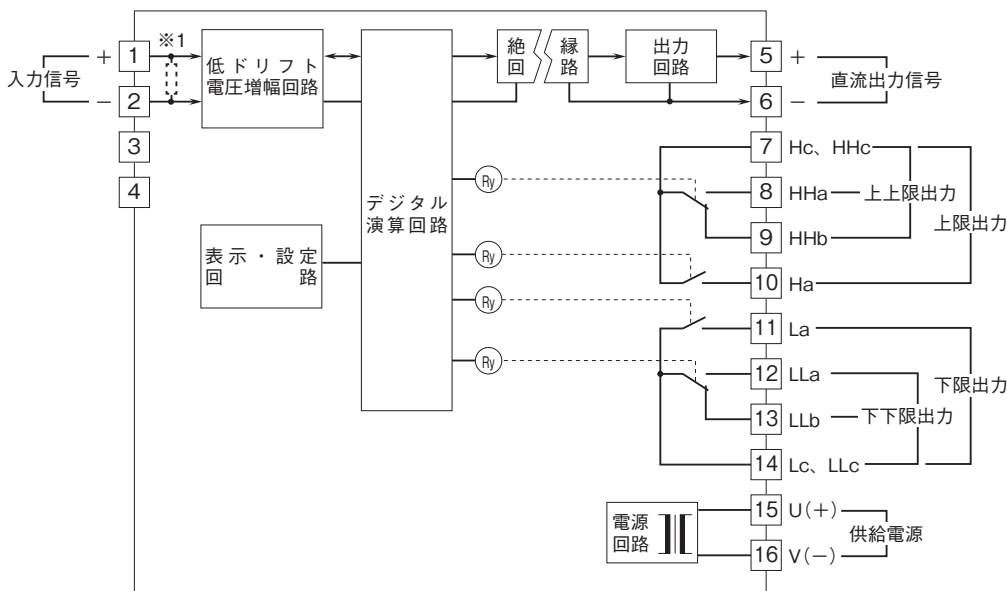 入力信号
+
−
1
2
3
4
※1
低ドリフト
電圧増幅回路
表示・設定
回路
デジタル
演算回路
絶縁
回路
出力
回路
Ry
Ry
Ry
Ry
5 +
6 −
直流出力信号
7 Hc、HHc
8 HHa
上上限出力
9 HHb
上限出力
10 Ha
11 La
12 LLa
下限出力
13 LLb
下下限出力
14 Lc、LLc
電源
回路
15 U(+)
供給電源
16 V(−)